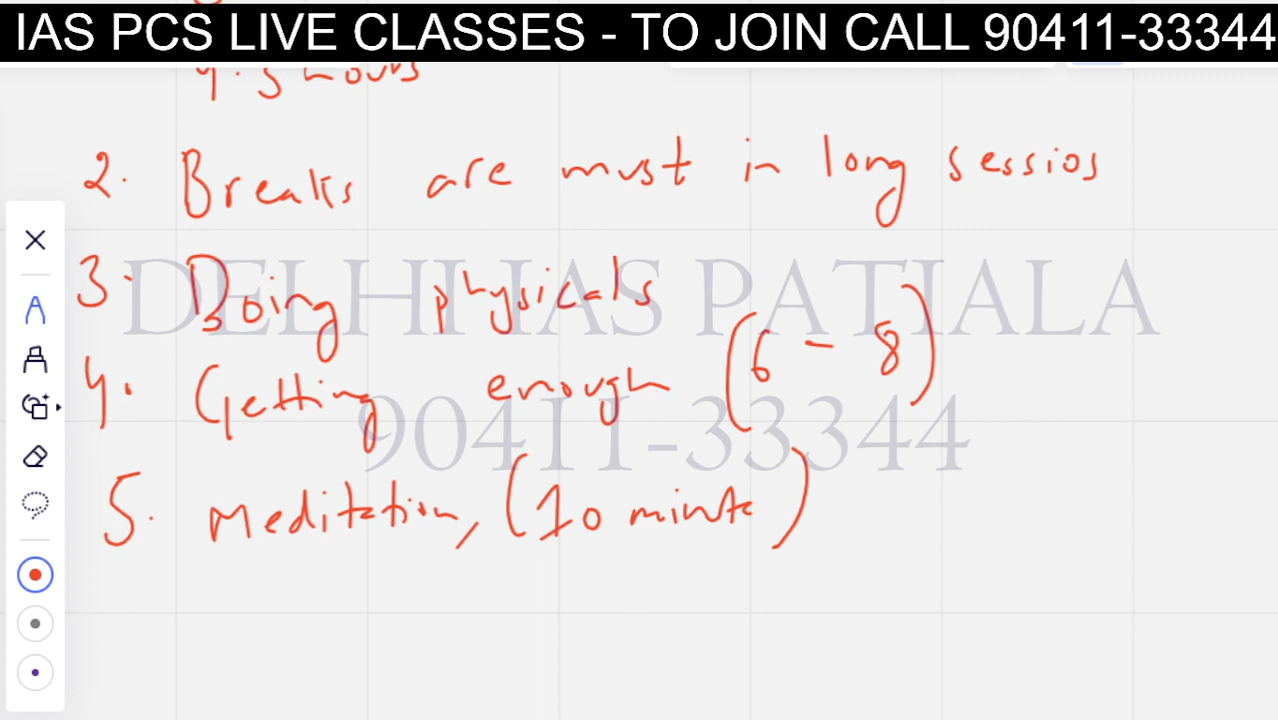 IAS PCS LIVE CLASSES - TO JOIN CALL 90411-33344
hours
2. Breaks are must in long sessios
3. Doing physicals
4. Getting enough (6 - 8)
5. Meditation, (10 minute)
DELHI IAS PATIALA
90411-33344